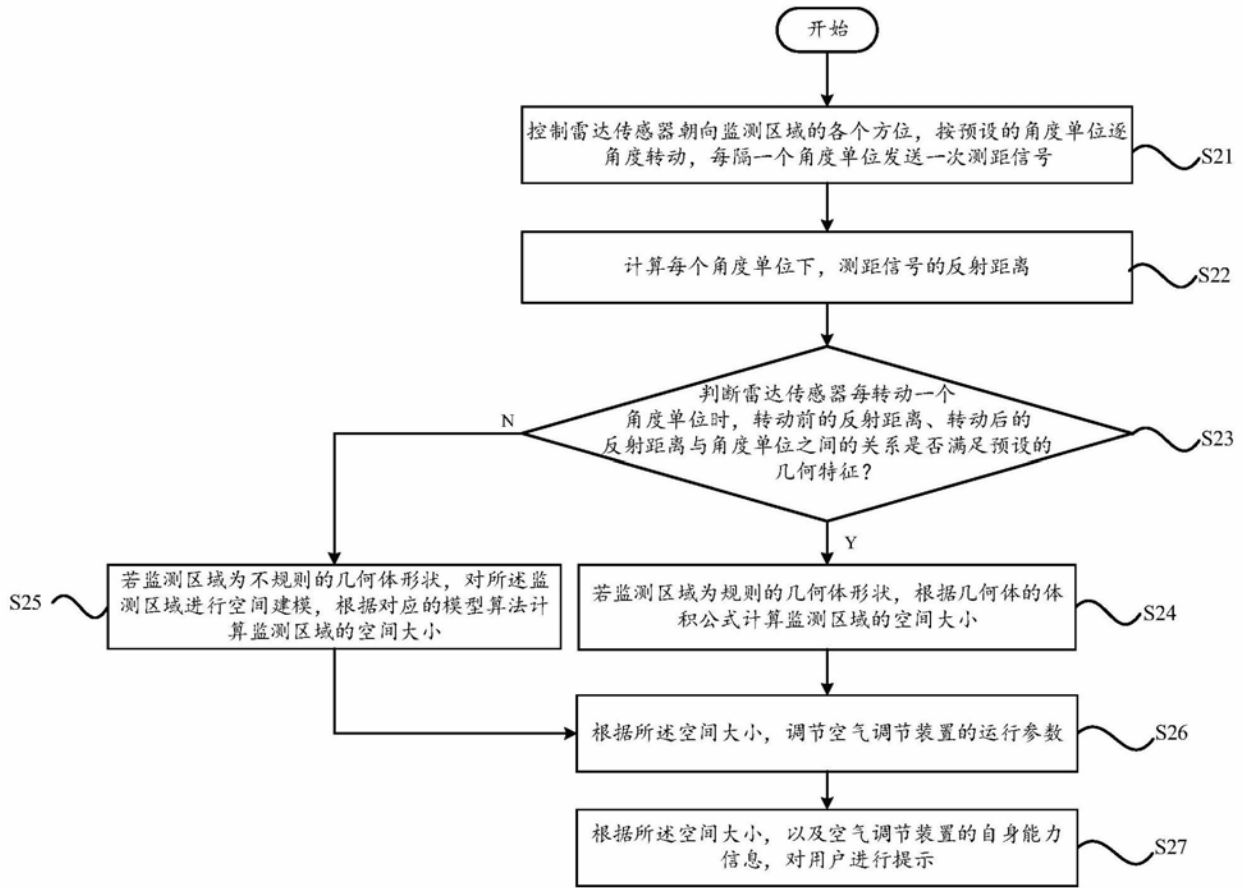 开始
控制雷达传感器朝向监测区域的各个方位，按预设的角度单位逐
角度转动，每隔一个角度单位发送一次测距信号
S21
计算每个角度单位下，测距信号的反射距离
S22
判断雷达传感器每转动一个
角度单位时，转动前的反射距离、转动后的
反射距离与角度单位之间的关系是否满足预设的
几何特征？
S23
N
Y
若监测区域为不规则的几何体形状，对所述监
测区域进行空间建模，根据对应的模型算法计
算监测区域的空间大小
S25
若监测区域为规则的几何体形状，根据几何体的体
积公式计算监测区域的空间大小
S24
根据所述空间大小，调节空气调节装置的运行参数
S26
根据所述空间大小，以及空气调节装置的自身能力
信息，对用户进行提示
S27